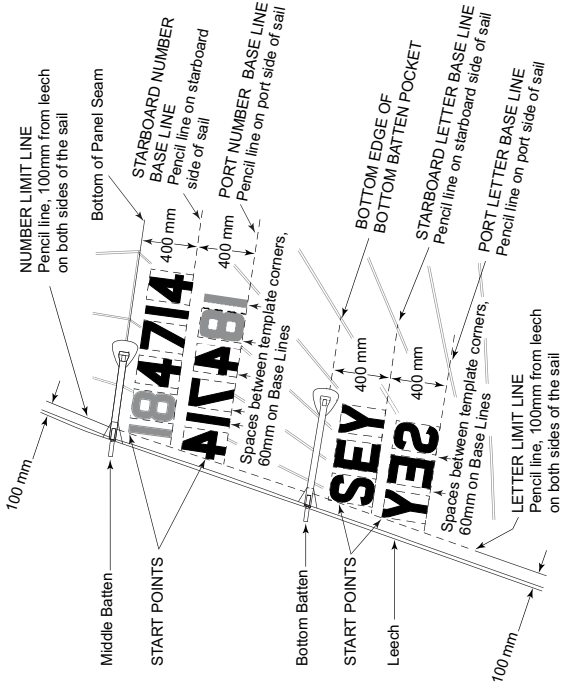 NUMBER LIMIT LINE
Pencil line, 100mm from leech
on both sides of the sail
Bottom of Panel Seam
STARBOARD NUMBER
BASE LINE
Pencil line on starboard
side of sail
PORT NUMBER BASE LINE
Pencil line on port side of sail
100 mm
Middle Batten
START POINTS
184714
417481
400 mm
400 mm
Spaces between template corners,
60mm on Base Lines
BOTTOM EDGE OF
BOTTOM BATTEN POCKET
STARBOARD LETTER BASE LINE
Pencil line on starboard side of sail
PORT LETTER BASE LINE
Pencil line on port side of sail
Bottom Batten
START POINTS
Leech
SEY
YES
400 mm
400 mm
Spaces between template corners,
60mm on Base Lines
LETTER LIMIT LINE
Pencil line, 100mm from leech
on both sides of the sail
100 mm